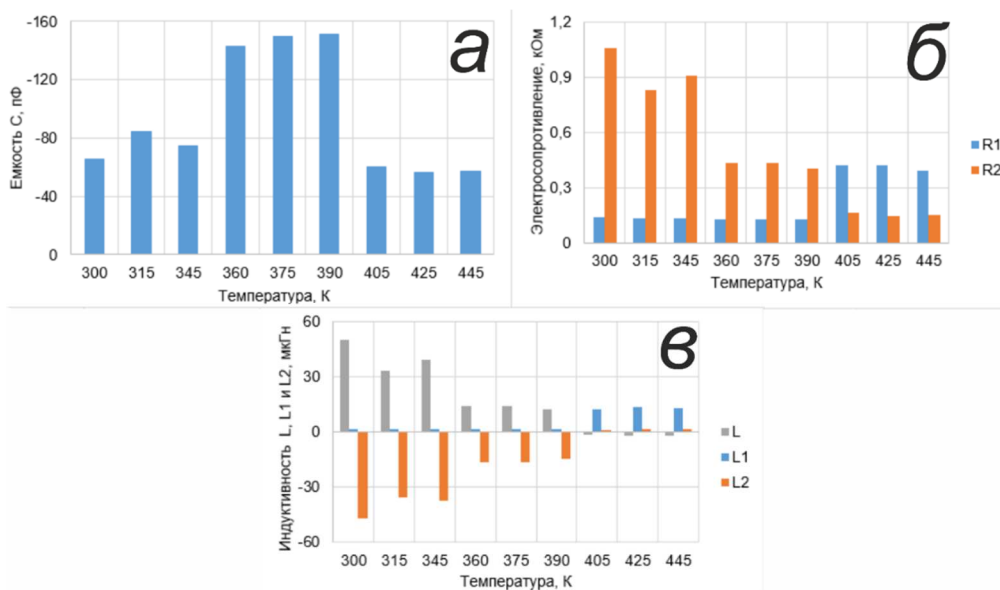 -160
-120
-80
-40
0
Емкость С, пФ
300 315 345 360 375 390 405 425 445
Температура, К
а
1,2
0,9
0,6
0,3
0
Электросопротивление, кОм
300 315 345 360 375 390 405 425 445
Температура, К
б
R1
R2
60
30
0
-30
-60
Индуктивность L, L1 и L2, мкГн
300 315 345 360 375 390 405 425 445
Температура, К
в
L
L1
L2